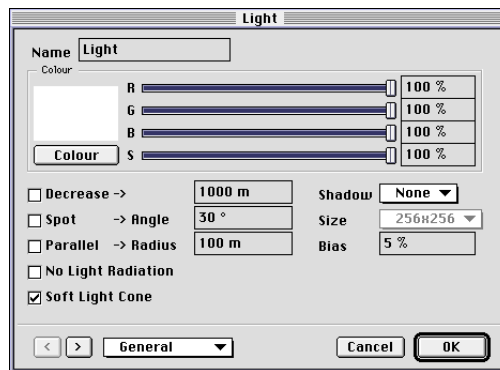 Light
Name Light
Colour
R 100 %
G 100 %
B 100 %
Colour S 100 %
Decrease -> 1000 m Shadow None
Spot -> Angle 30 ° Size 256x256
Parallel -> Radius 100 m Bias 5 %
No Light Radiation
Soft Light Cone
< > General Cancel OK